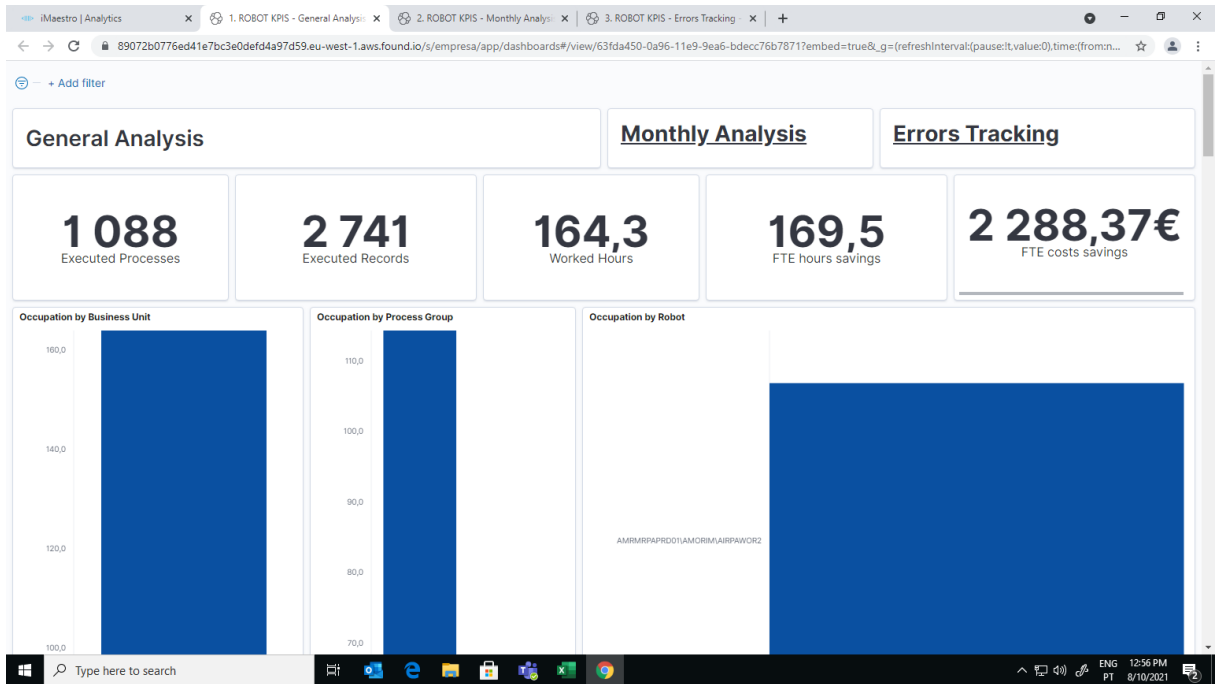 iMaestro | Analytics
1. ROBOT KPIS - General Analysis
2. ROBOT KPIS - Monthly Analysis
3. ROBOT KPIS - Errors Tracking -
89072b0776ed41e7bc3e0defd4a97d59.eu-west-1.aws.found.io/s/empresa/app/dashboards#/view/63fda450-0a96-11e9-9ea6-bdecc76b7871?embed=true&_g=(refreshInterval:(pause:!t,value:0),time:(from:n...
+ Add filter
General Analysis
Monthly Analysis
Errors Tracking
1 088
Executed Processes
2 741
Executed Records
164,3
Worked Hours
169,5
FTE hours savings
2 288,37€
FTE costs savings
Occupation by Business Unit
160,0
140,0
120,0
100,0
Occupation by Process Group
110,0
100,0
90,0
80,0
70,0
Occupation by Robot
AMRMRPAPRD01\AMORIM\AIRPAWOR2
Type here to search
ENG
PT
12:56 PM
8/10/2021
2